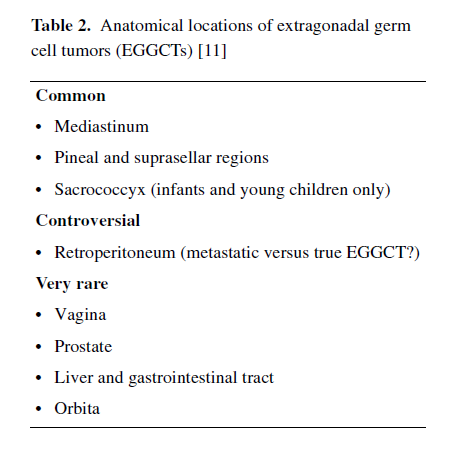 Table 2. Anatomical locations of extragonadal germ
cell tumors (EGGCTs) [11]
Common
• Mediastinum
• Pineal and suprasellar regions
• Sacrococcyx (infants and young children only)
Controversial
• Retroperitoneum (metastatic versus true EGGCT?)
Very rare
• Vagina
• Prostate
• Liver and gastrointestinal tract
• Orbita